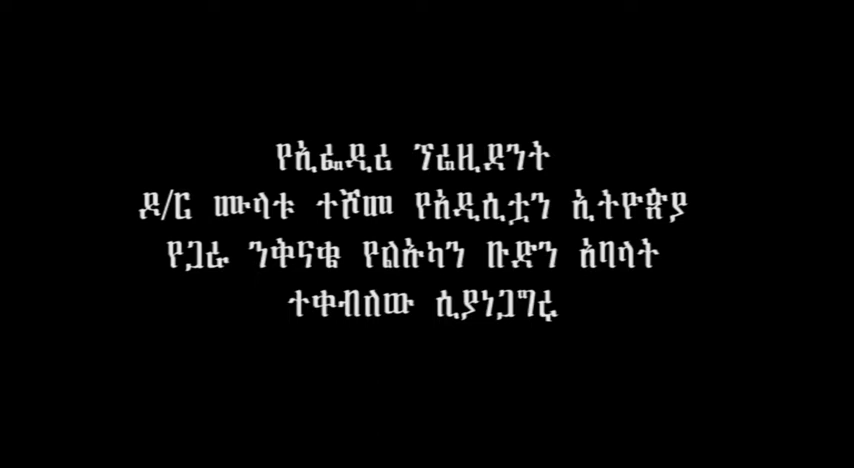 የኢፌዲሪ ፕሬዚደንት
ዶ/ር ሙላቱ ተሾመ የአዲሲቷን ኢትዮጵያ
የጋራ ንቅናቄ የልኡካን ቡድን አባላት
ተቀብለው ሲያነጋግሩ